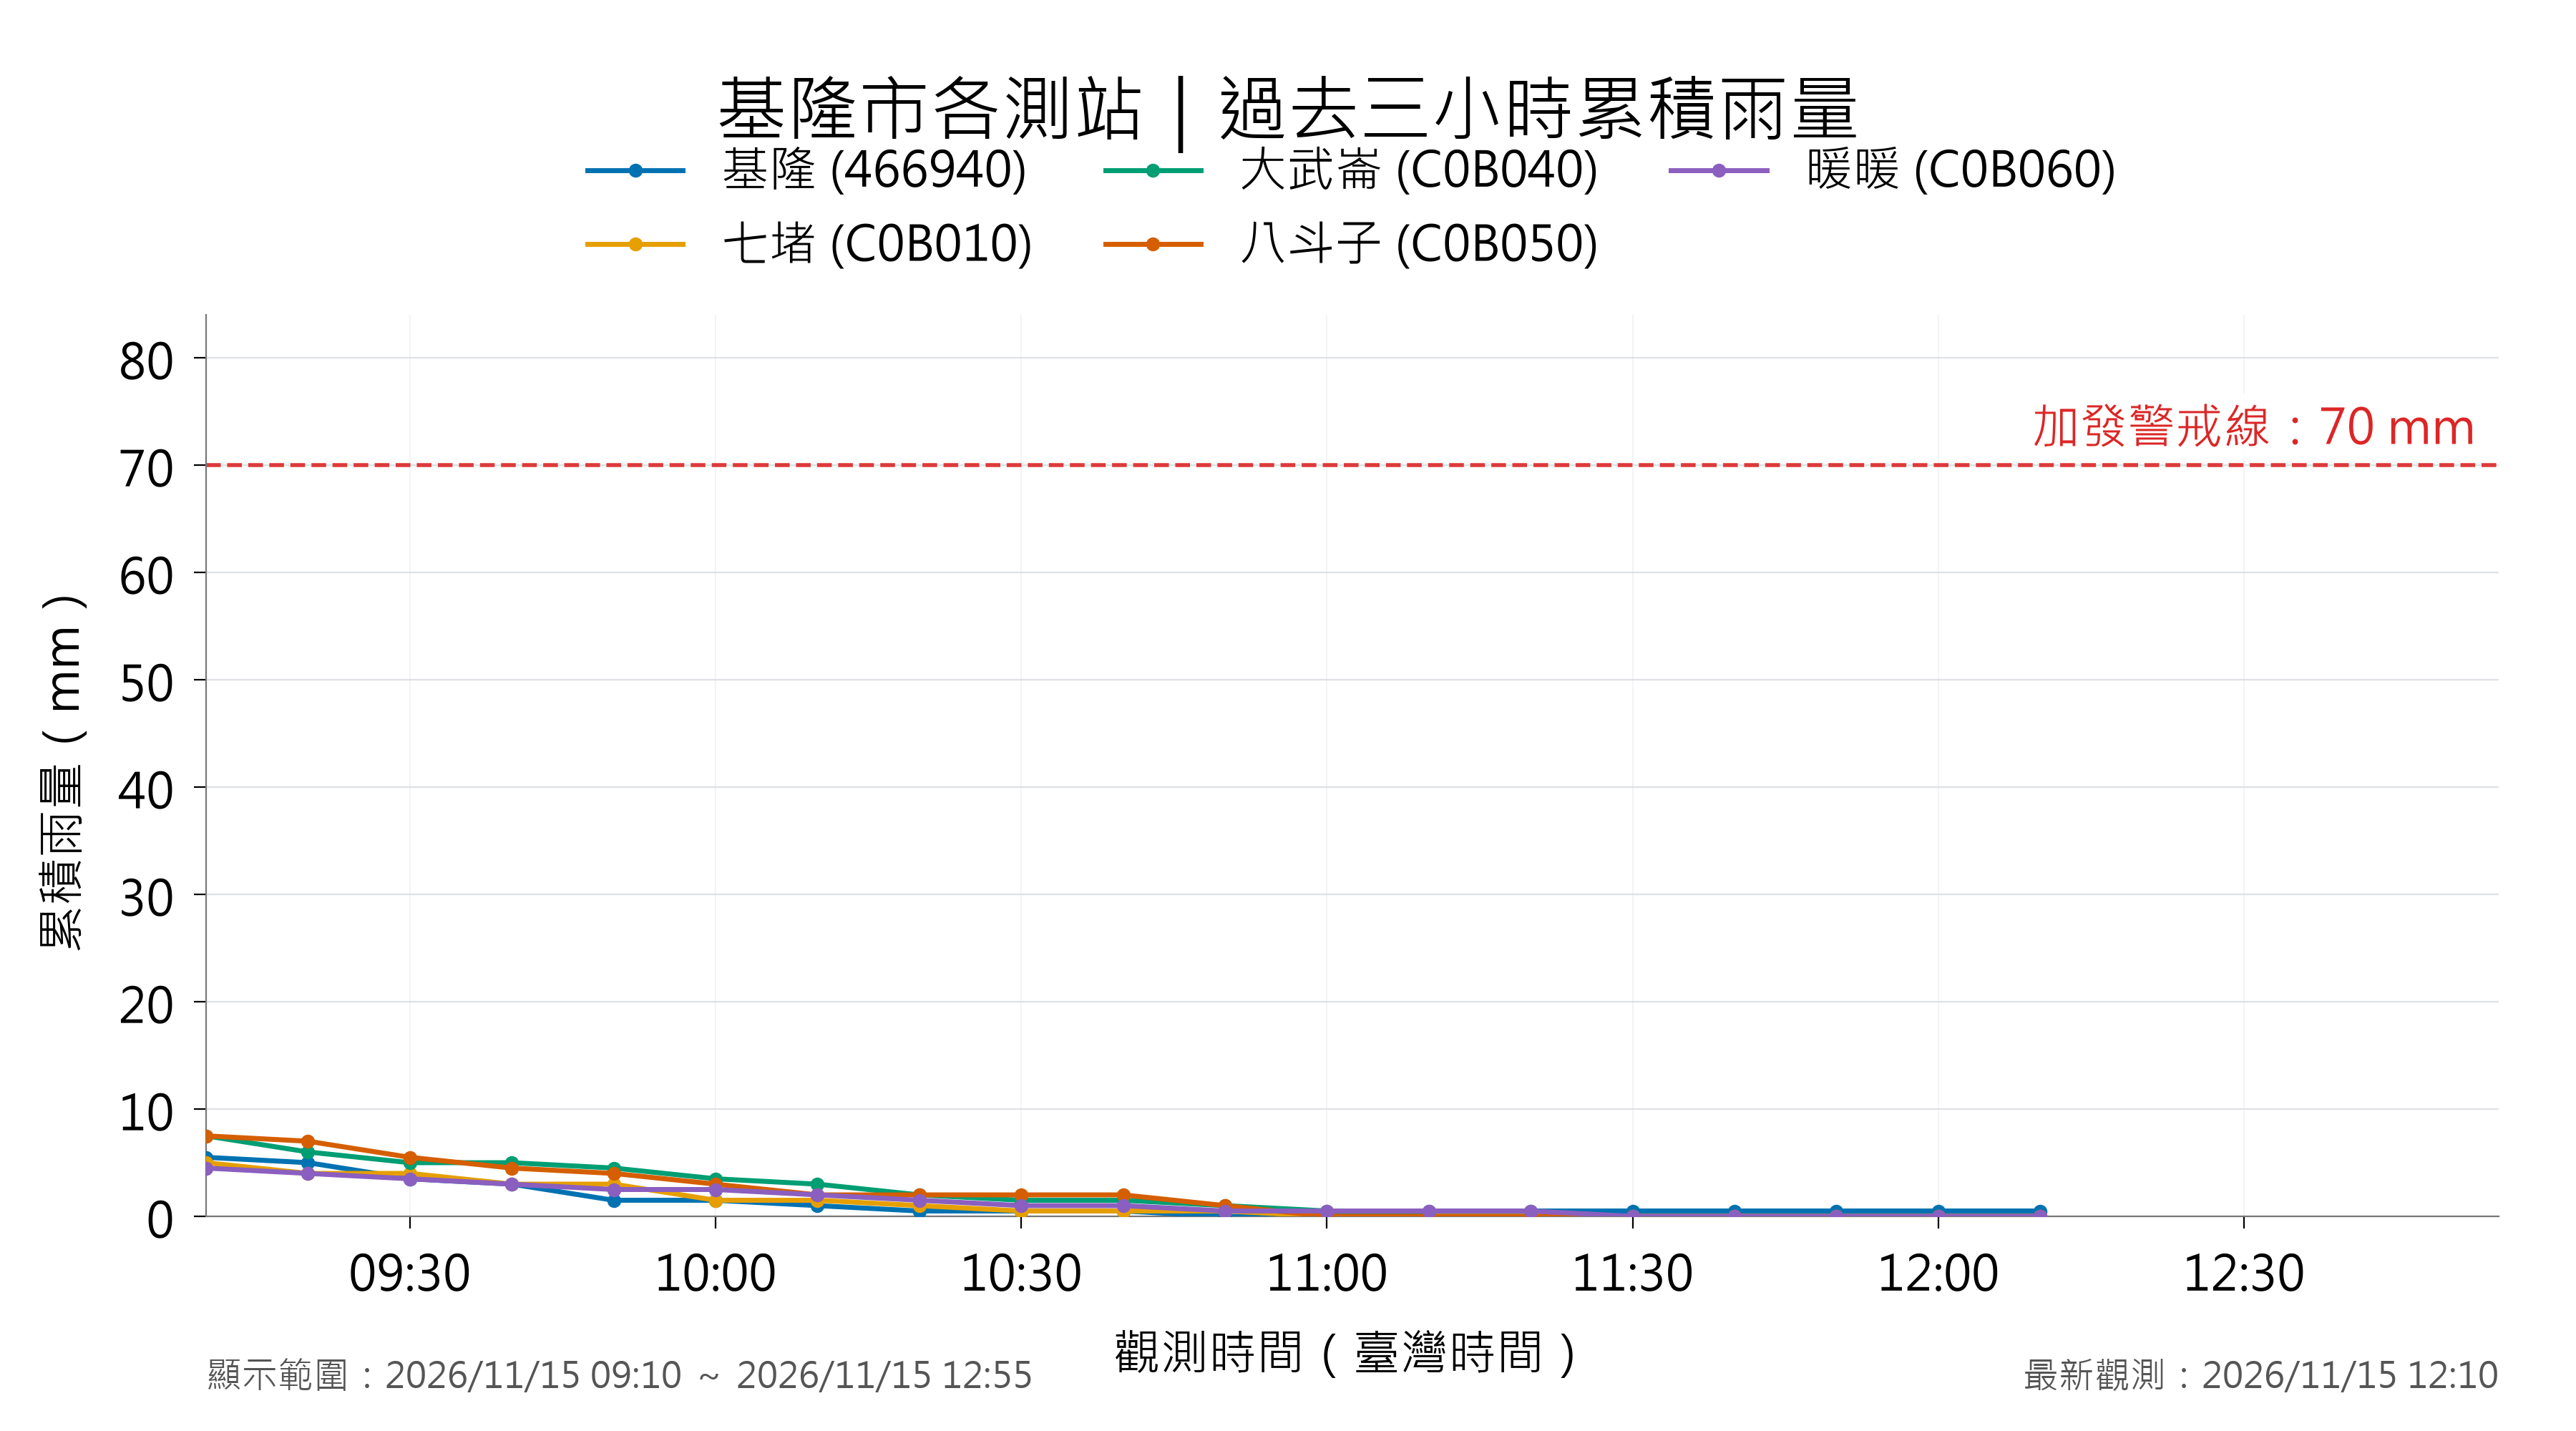 基隆市各測站｜過去三小時累積雨量
基隆 (466940)
大武崙 (C0B040)
暖暖 (C0B060)
七堵 (C0B010)
八斗子 (C0B050)
80
加發警戒線：70 mm
70
60
50
40
30
20
10
0
累積雨量（mm）
09:30
10:00
10:30
11:00
11:30
12:00
12:30
觀測時間（臺灣時間）
顯示範圍：2026/11/15 09:10 ~ 2026/11/15 12:55
最新觀測：2026/11/15 12:10